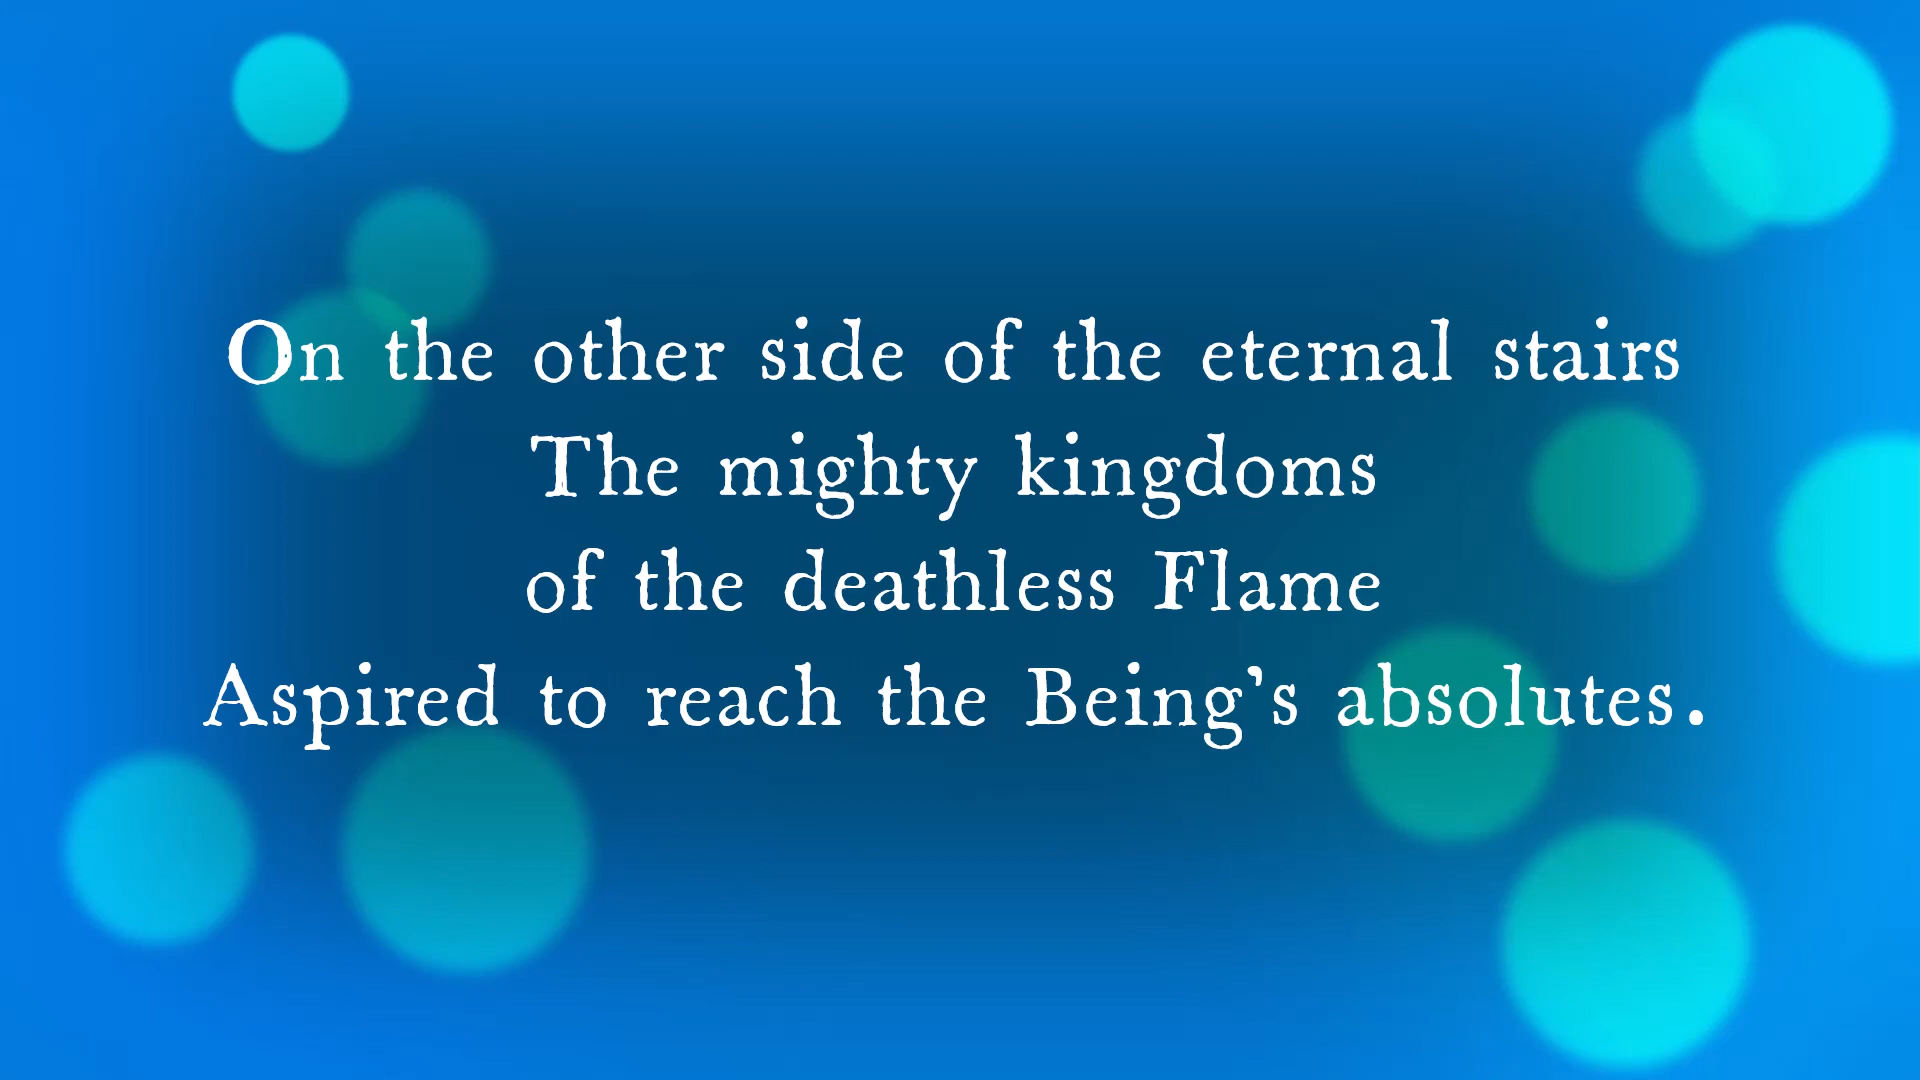 On the other side of the eternal stairs
The mighty kingdoms
of the deathless Flame
Aspired to reach the Being’s absolutes.